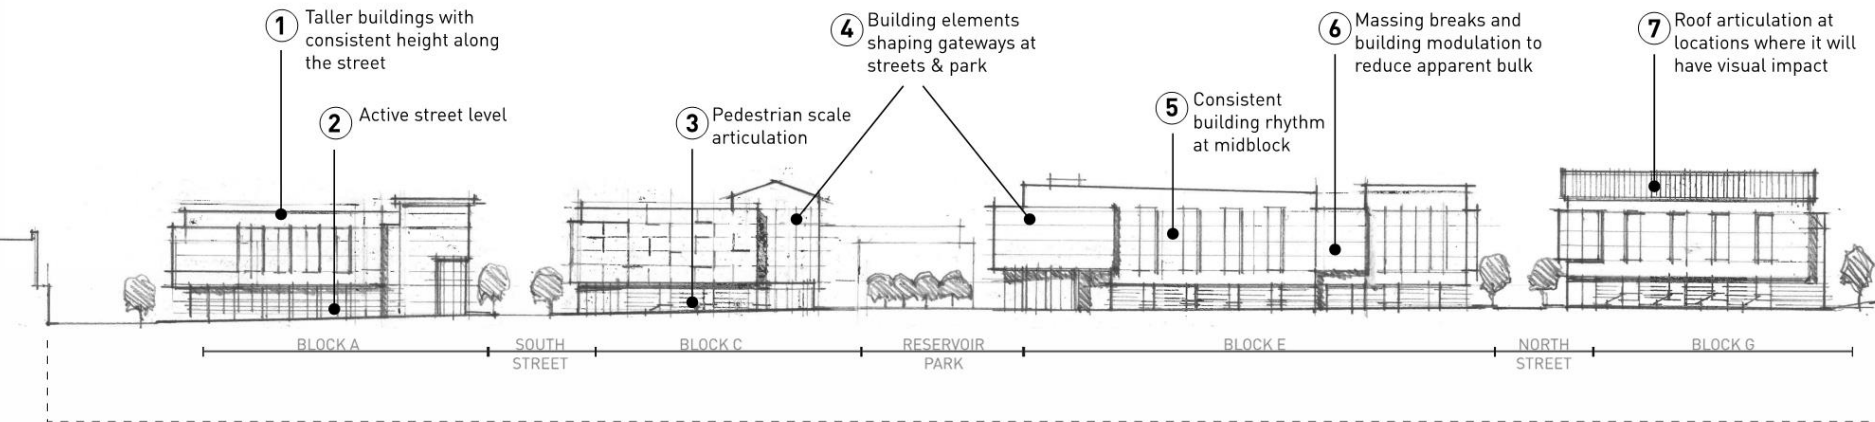 1
Taller buildings with
consistent height along
the street
2
Active street level
3
Pedestrian scale
articulation
4
Building elements
shaping gateways at
streets & park
5
Consistent
building rhythm
at midblock
6
Massing breaks and
building modulation to
reduce apparent bulk
7
Roof articulation at
locations where it will
have visual impact
BLOCK A
SOUTH
STREET
BLOCK C
RESERVOIR
PARK
BLOCK E
NORTH
STREET
BLOCK G